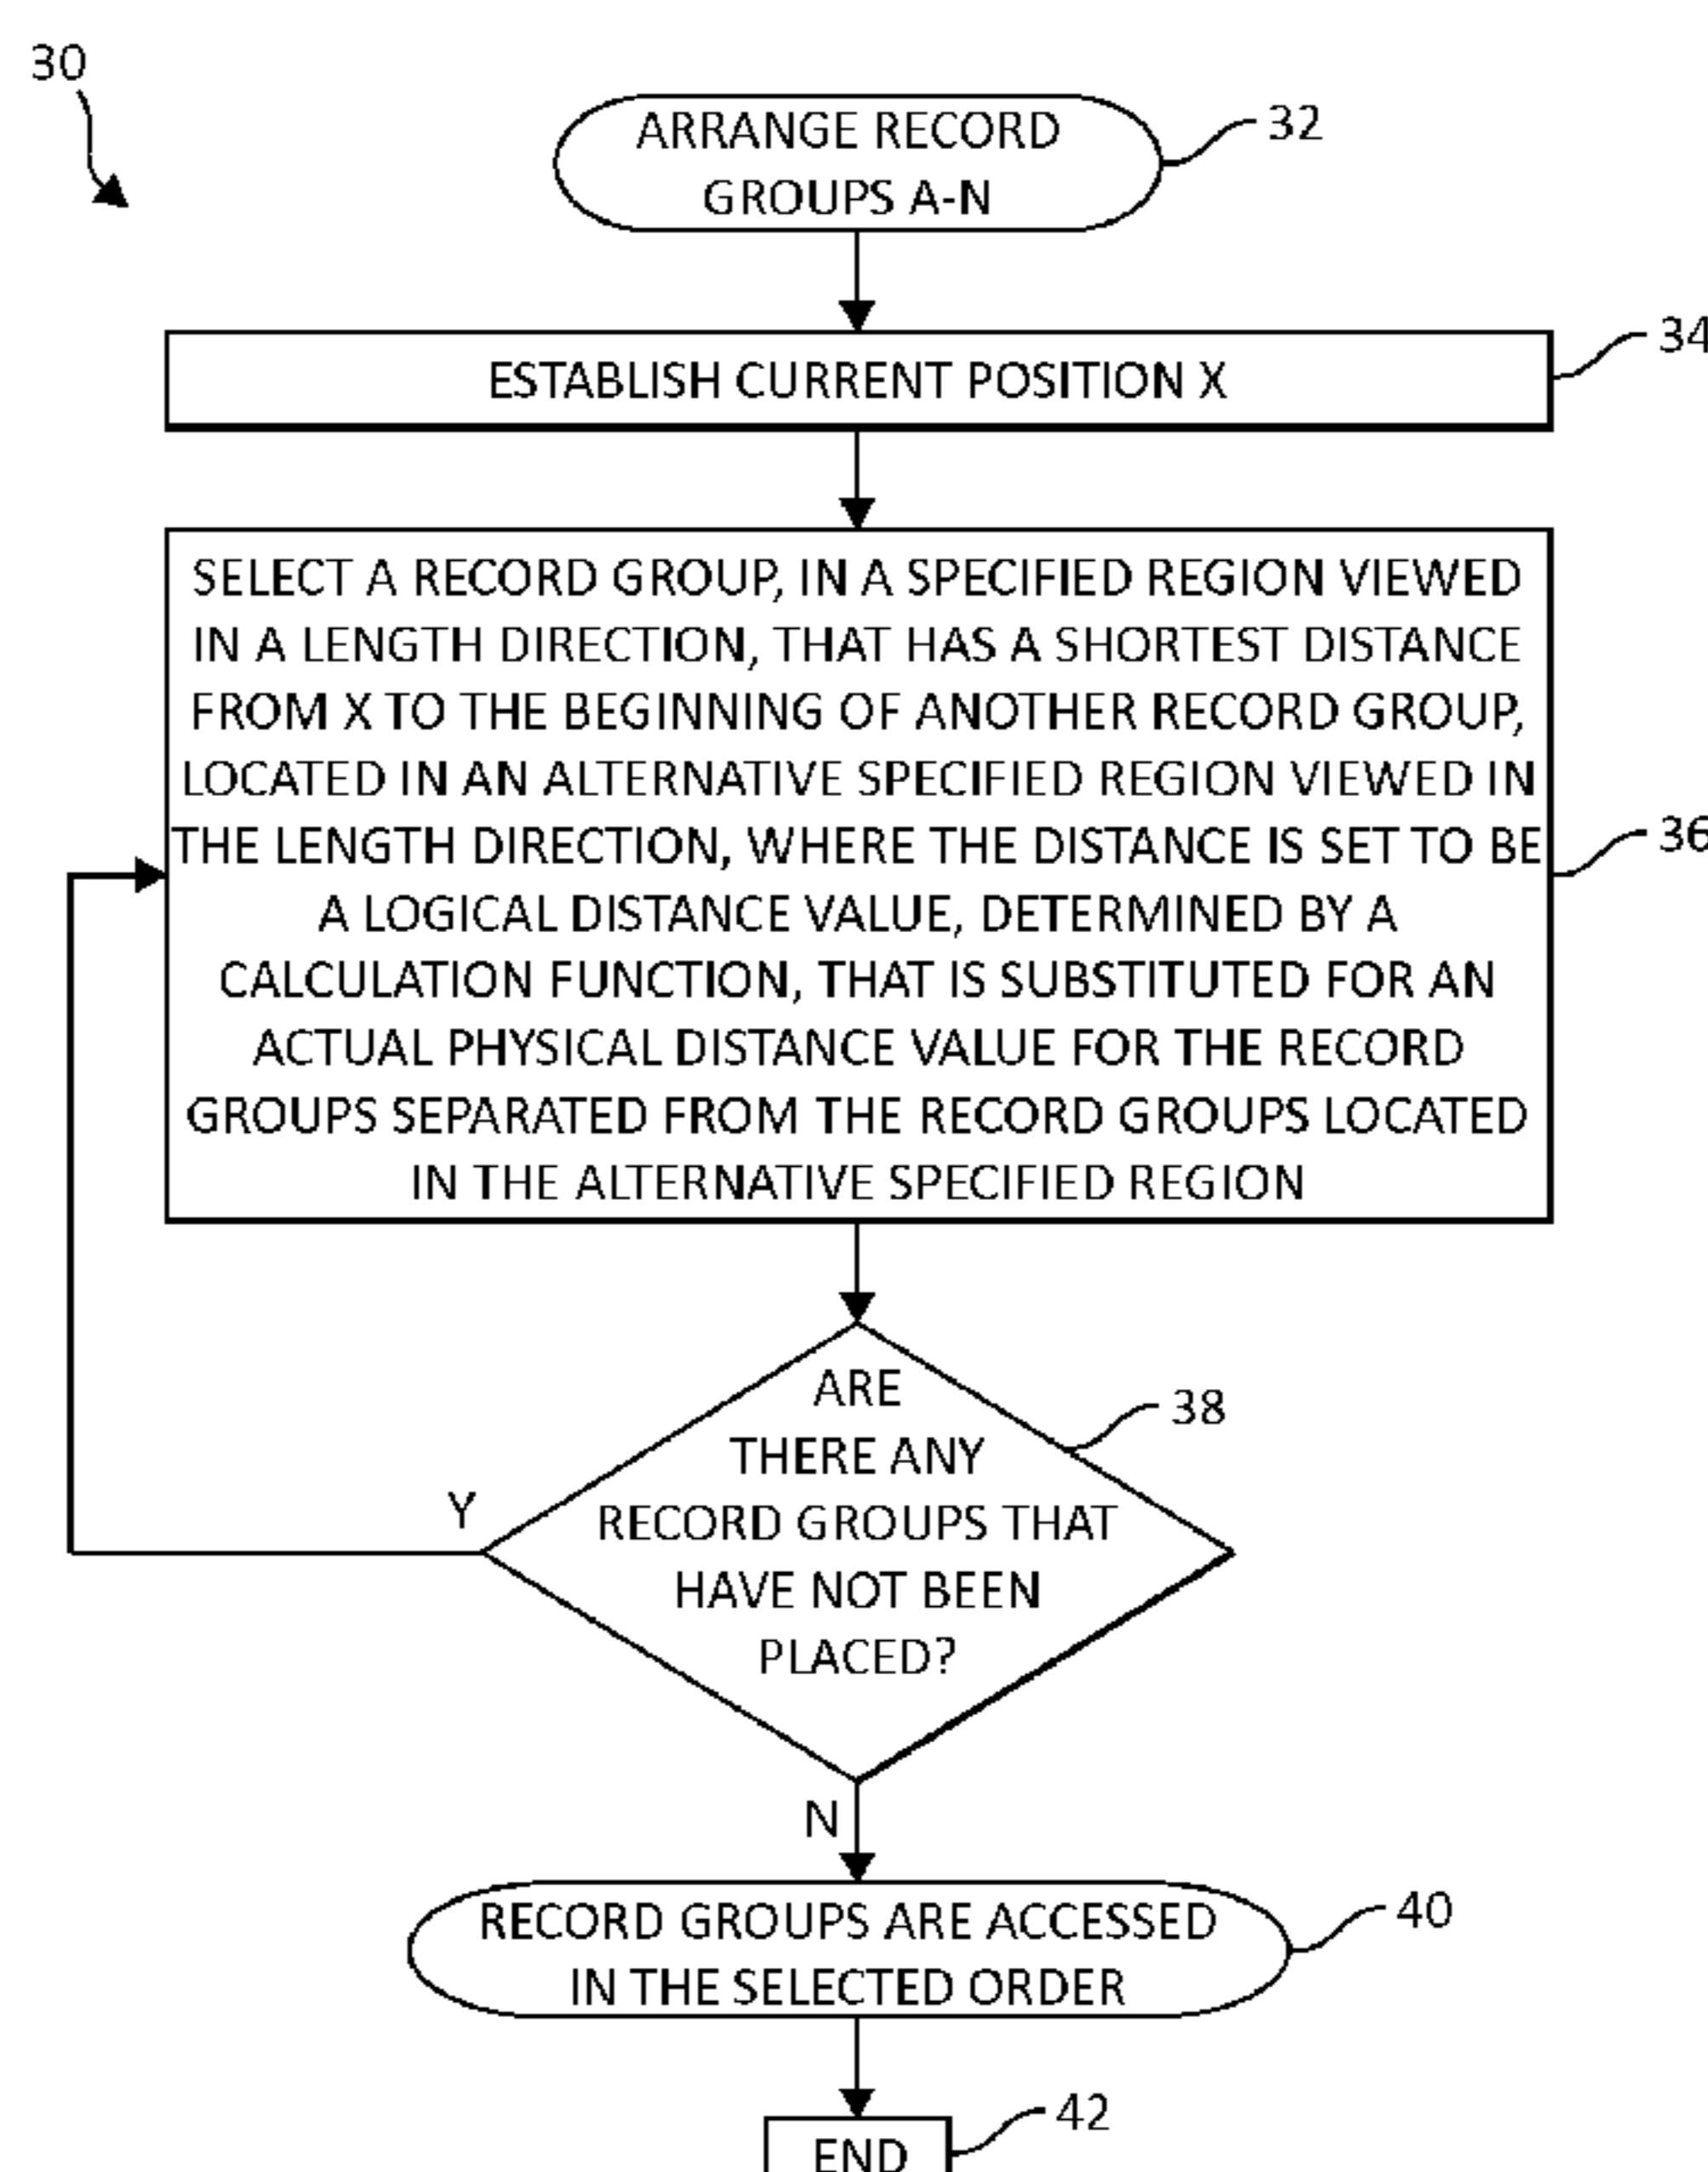 30
ARRANGE RECORD
GROUPS A-N
32
ESTABLISH CURRENT POSITION X
34
SELECT A RECORD GROUP, IN A SPECIFIED REGION VIEWED
IN A LENGTH DIRECTION, THAT HAS A SHORTEST DISTANCE
FROM X TO THE BEGINNING OF ANOTHER RECORD GROUP,
LOCATED IN AN ALTERNATIVE SPECIFIED REGION VIEWED IN
THE LENGTH DIRECTION, WHERE THE DISTANCE IS SET TO BE
A LOGICAL DISTANCE VALUE, DETERMINED BY A
CALCULATION FUNCTION, THAT IS SUBSTITUTED FOR AN
ACTUAL PHYSICAL DISTANCE VALUE FOR THE RECORD
GROUPS SEPARATED FROM THE RECORD GROUPS LOCATED
IN THE ALTERNATIVE SPECIFIED REGION
36
ARE
THERE ANY
RECORD GROUPS THAT
HAVE NOT BEEN
PLACED?
38
Y
N
RECORD GROUPS ARE ACCESSED
IN THE SELECTED ORDER
40
END
42